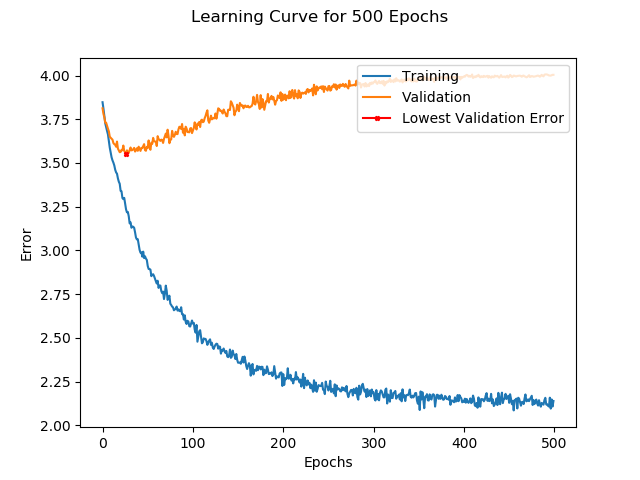 Learning Curve for 500 Epochs
Training
Validation
Lowest Validation Error
4.00
3.75
3.50
3.25
3.00
2.75
2.50
2.25
2.00
Error
0 100 200 300 400 500
Epochs